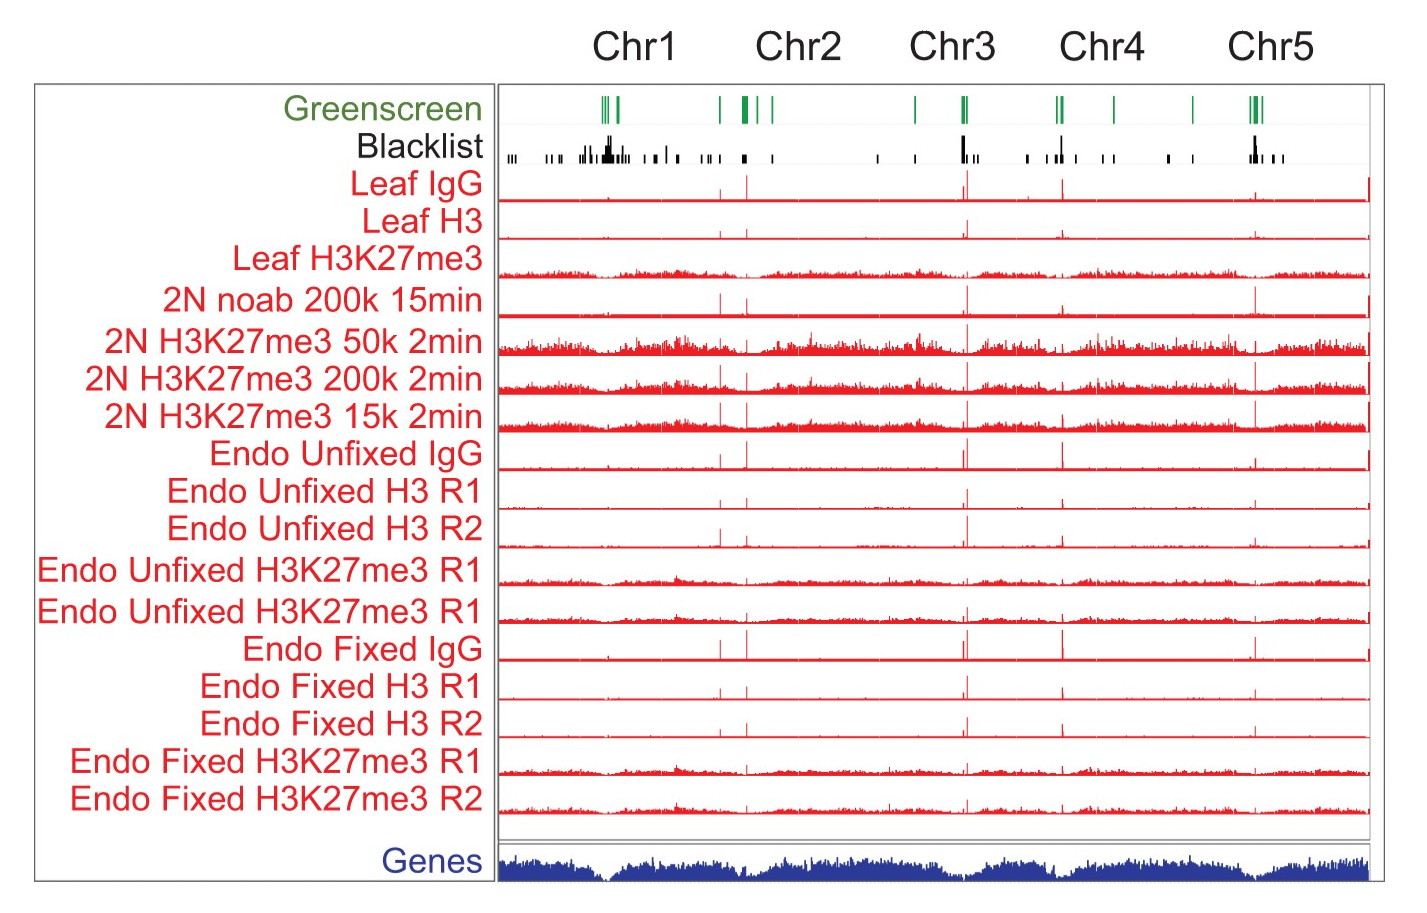 Chr1 Chr2 Chr3 Chr4 Chr5
Greenscreen
Blacklist
Leaf IgG
Leaf H3
Leaf H3K27me3
2N noab 200k 15min
2N H3K27me3 50k 2min
2N H3K27me3 200k 2min
2N H3K27me3 15k 2min
Endo Unfixed IgG
Endo Unfixed H3 R1
Endo Unfixed H3 R2
Endo Unfixed H3K27me3 R1
Endo Unfixed H3K27me3 R1
Endo Fixed IgG
Endo Fixed H3 R1
Endo Fixed H3 R2
Endo Fixed H3K27me3 R1
Endo Fixed H3K27me3 R2
Genes